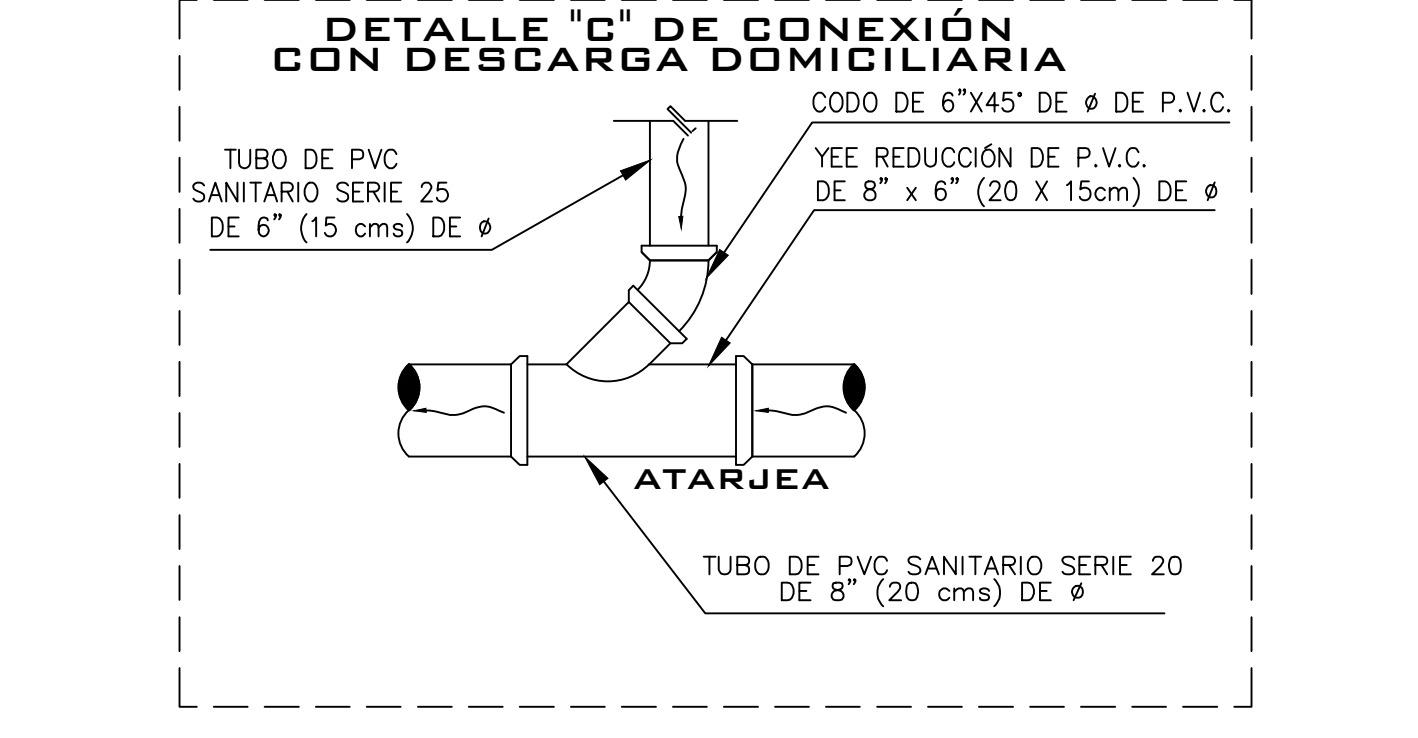 DETALLE "C" DE CONEXIÓN
CON DESCARGA DOMICILIARIA
CODO DE 6”X45° DE ø DE P.V.C.
TUBO DE PVC
SANITARIO SERIE 25
DE 6” (15 cms) DE ø
YEE REDUCCIÓN DE P.V.C.
DE 8” x 6” (20 X 15cm) DE ø
ATARJEA
TUBO DE PVC SANITARIO SERIE 20
DE 8” (20 cms) DE ø